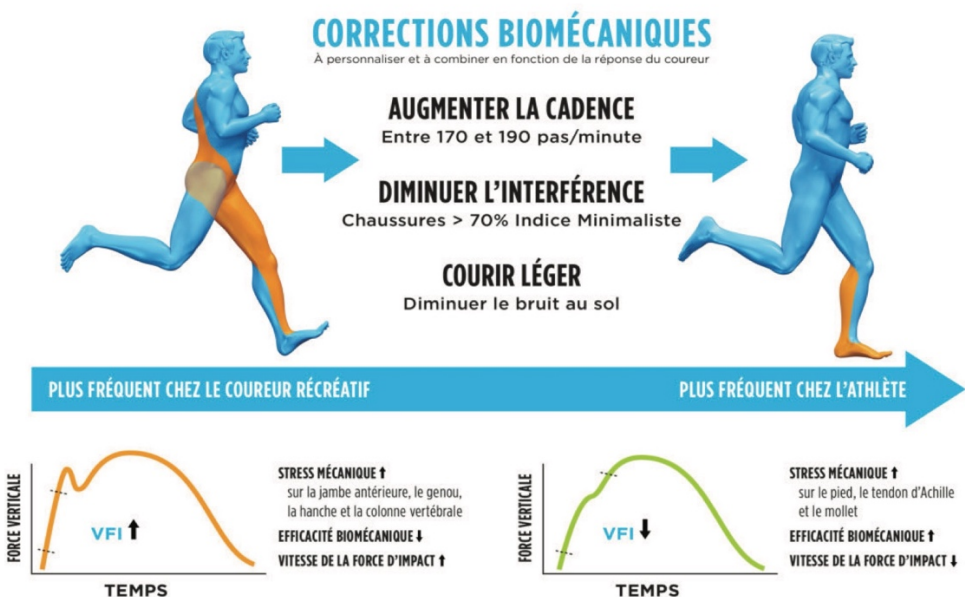 CORRECTIONS BIOMÉCANIQUES
À personnaliser et à combiner en fonction de la réponse du coureur
AUGMENTER LA CADENCE
Entre 170 et 190 pas/minute
DIMINUER L'INTERFÉRENCE
Chaussures > 70% Indice Minimaliste
COURIR LÉGER
Diminuer le bruit au sol
PLUS FRÉQUENT CHEZ LE COUREUR RÉCRÉATIF
PLUS FRÉQUENT CHEZ L'ATHLÈTE
FORCE VERTICALE
VFI ⬆
TEMPS
STRESS MÉCANIQUE ⬆
sur la jambe antérieure, le genou,
la hanche et la colonne vertébrale
EFFICACITÉ BIOMÉCANIQUE ⬇
VITESSE DE LA FORCE D'IMPACT ⬆
FORCE VERTICALE
VFI ⬇
TEMPS
STRESS MÉCANIQUE ⬆
sur le pied, le tendon d'Achille
et le mollet
EFFICACITÉ BIOMÉCANIQUE ⬆
VITESSE DE LA FORCE D'IMPACT ⬇